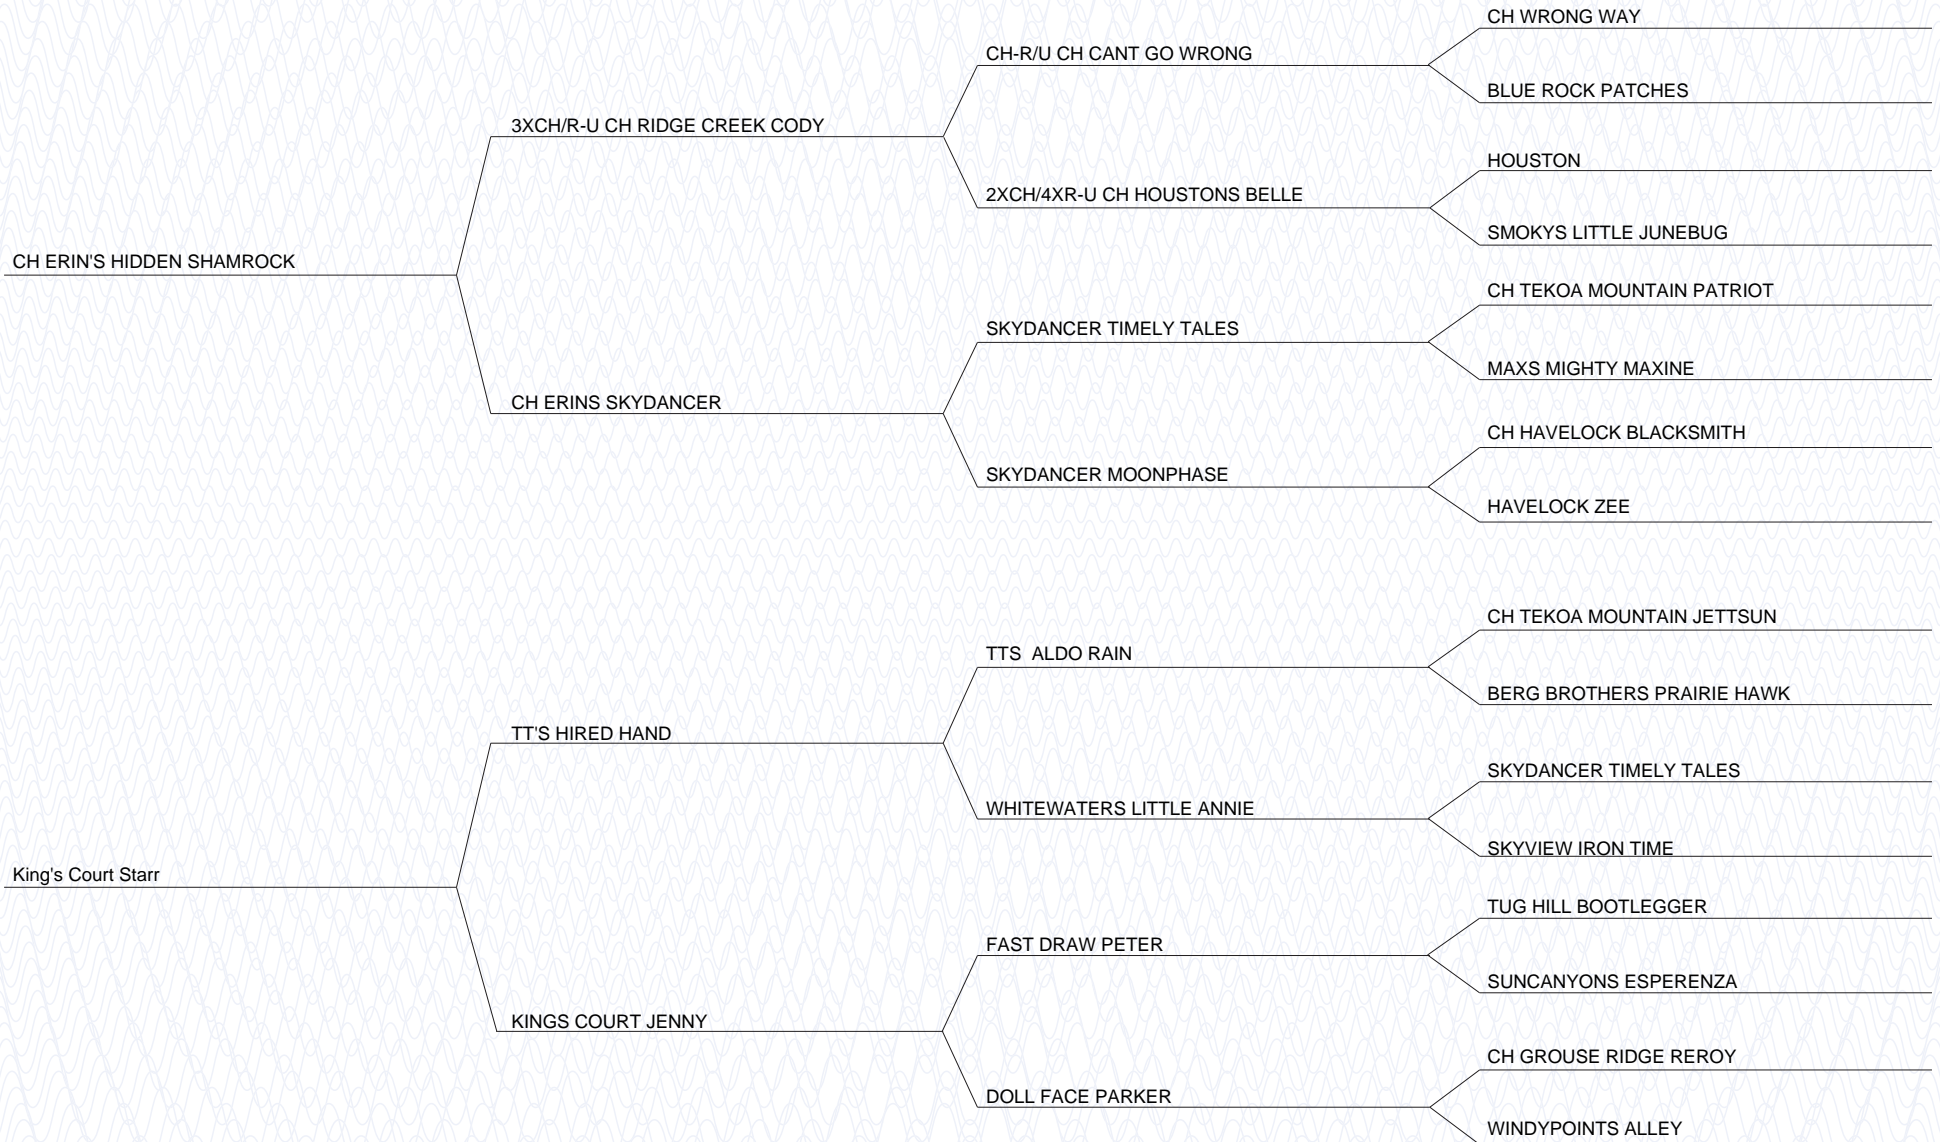 CH WRONG WAY
CH-R/U CH CANT GO WRONG
BLUE ROCK PATCHES
3XCH/R-U CH RIDGE CREEK CODY
HOUSTON
2XCH/4XR-U CH HOUSTONS BELLE
SMOKYS LITTLE JUNEBUG
CH ERIN'S HIDDEN SHAMROCK
CH TEKOA MOUNTAIN PATRIOT
SKYDANCER TIMELY TALES
MAXS MIGHTY MAXINE
CH ERINS SKYDANCER
CH HAVELOCK BLACKSMITH
SKYDANCER MOONPHASE
HAVELOCK ZEE
CH TEKOA MOUNTAIN JETTSUN
TTS  ALDO RAIN
BERG BROTHERS PRAIRIE HAWK
TT'S HIRED HAND
SKYDANCER TIMELY TALES
WHITEWATERS LITTLE ANNIE
SKYVIEW IRON TIME
King's Court Starr
TUG HILL BOOTLEGGER
FAST DRAW PETER
SUNCANYONS ESPERENZA
KINGS COURT JENNY
CH GROUSE RIDGE REROY
DOLL FACE PARKER
WINDYPOINTS ALLEY